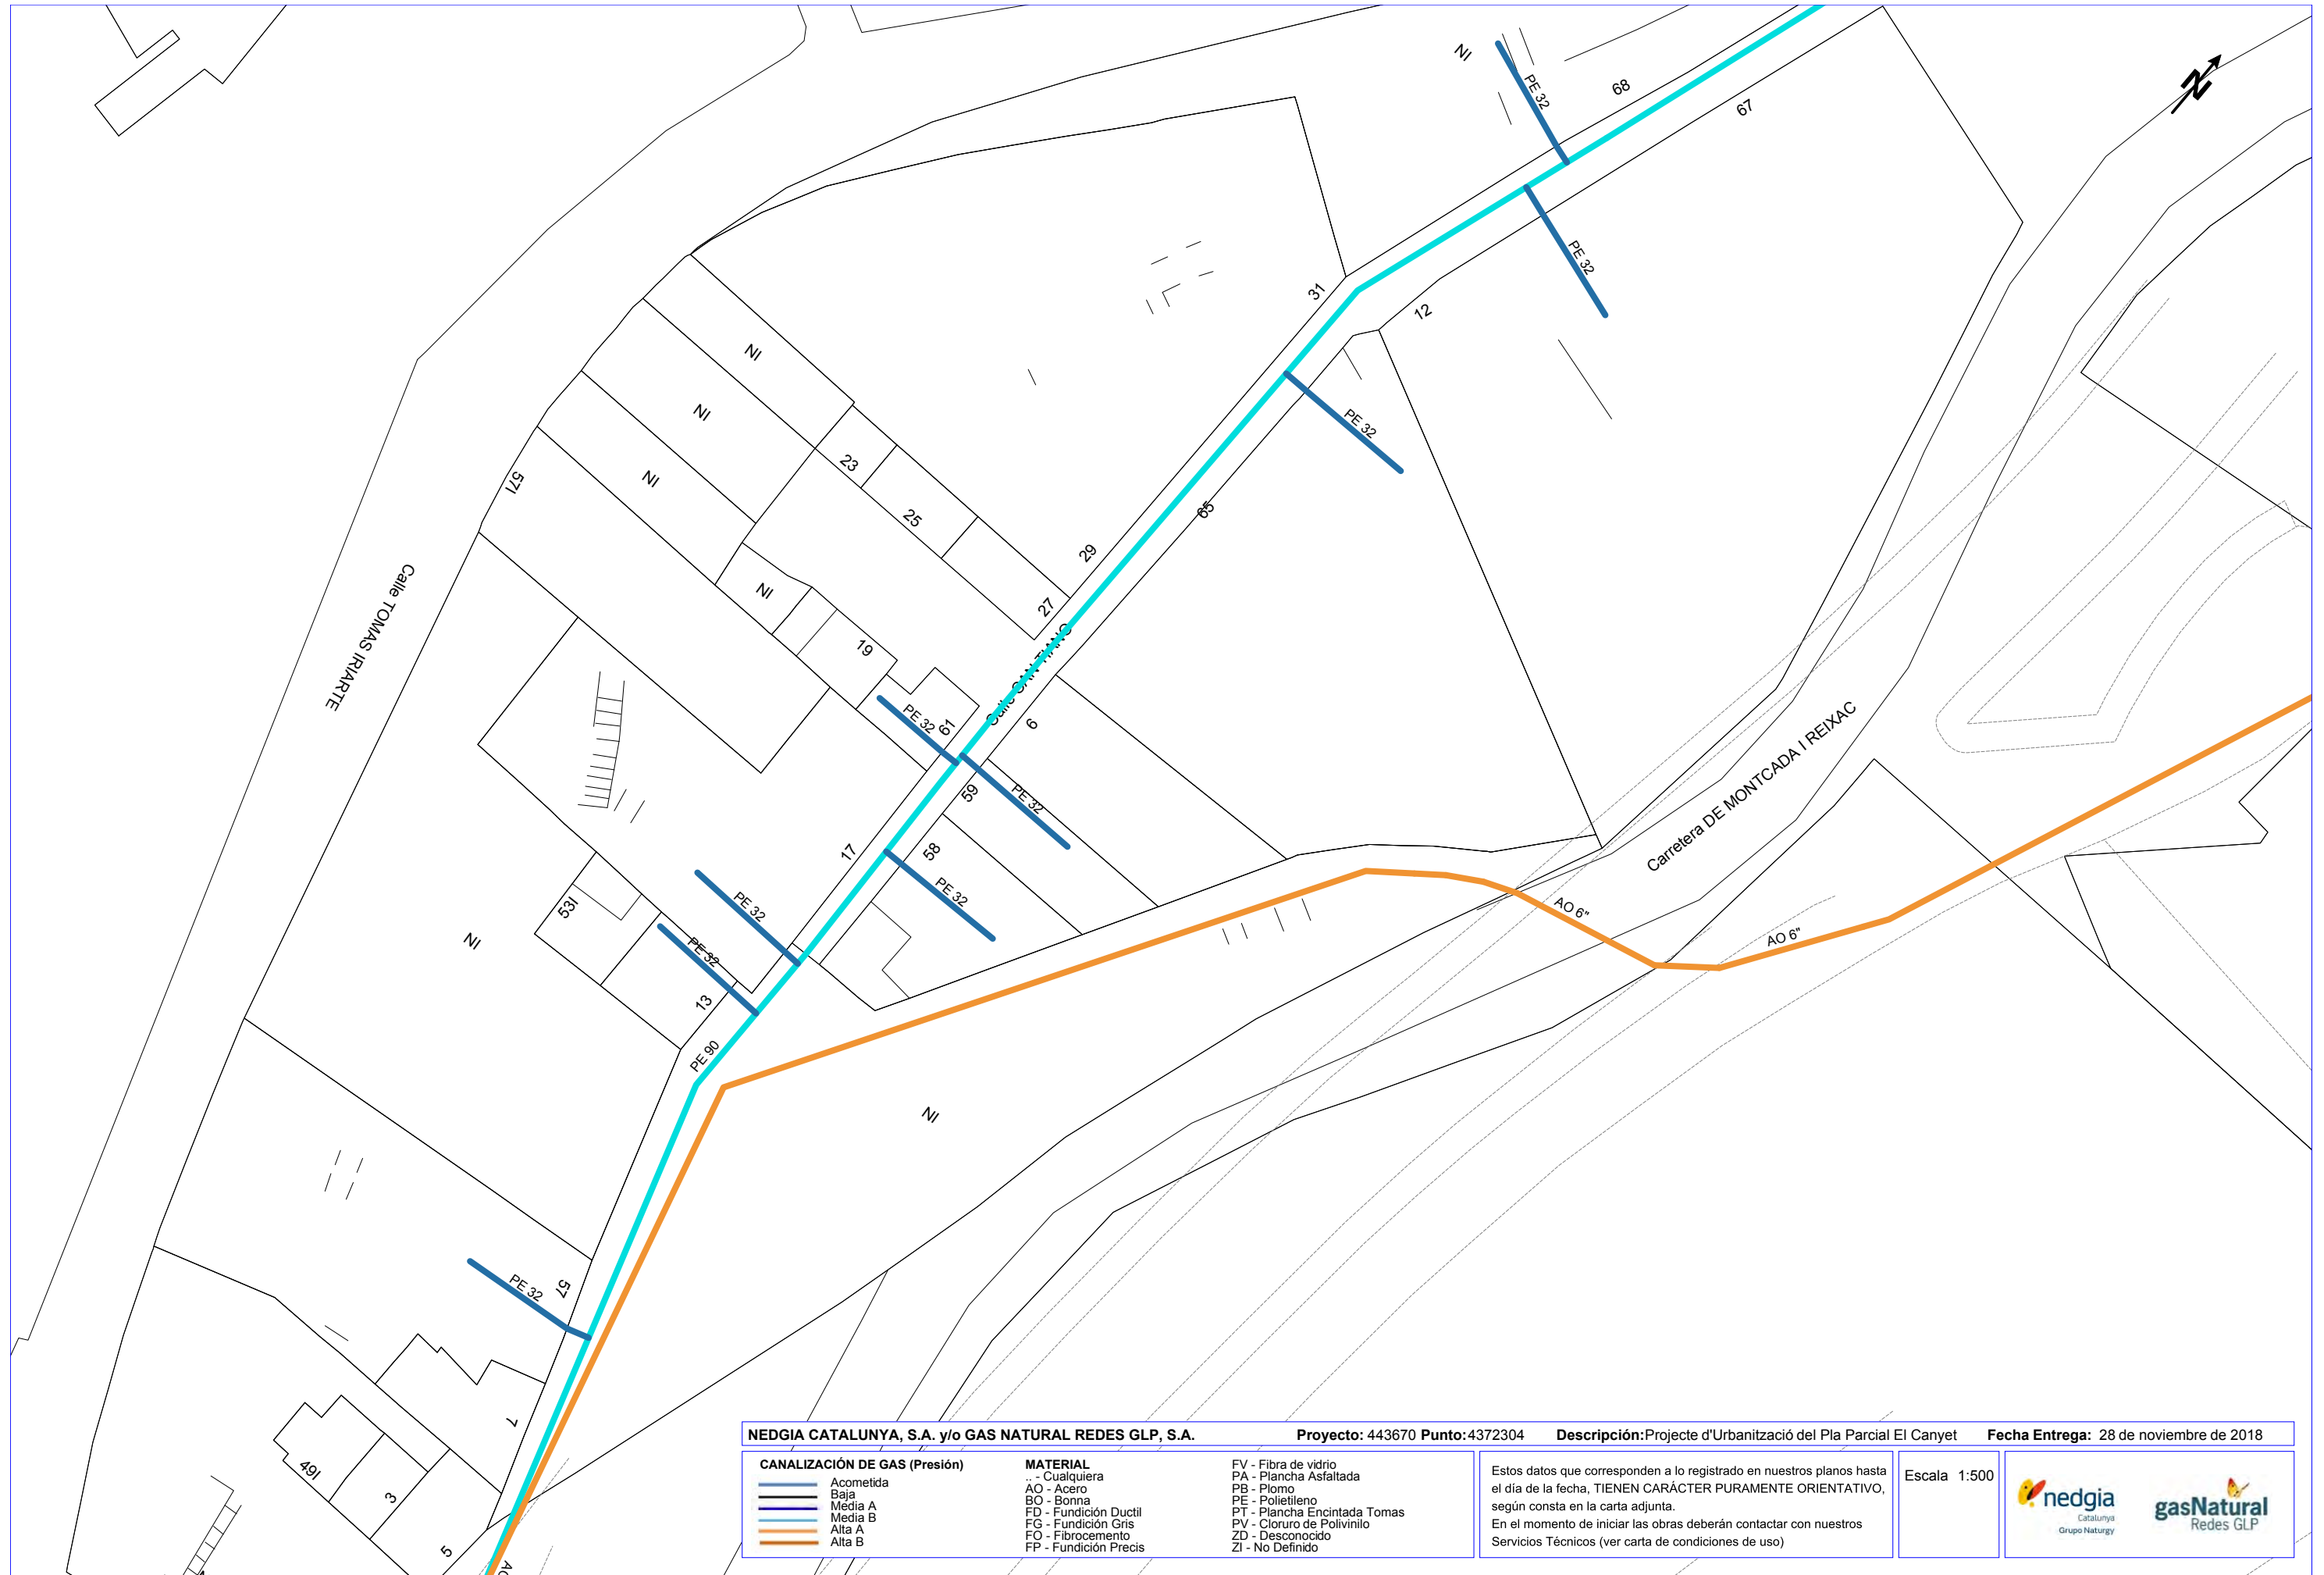 NI
PE 32
68
67
N
PE 32
31
12
NI
NI
PE 32
23
57I
NI
25
65
29
NI
27
Calle TOMAS IRIARTE
19
Calle CAN TIVANO
PE 32
61
6
59
PE 32
Carretera DE MONTCADA I REIXAC
17
58
PE 32
PE 32
53I
AO 6"
NI
PE 32
AO 6"
13
PE 90
NI
PE 32
57
7
49I
3
5
AO
NEDGIA CATALUNYA, S.A. y/o GAS NATURAL REDES GLP, S.A.
Proyecto: 443670 Punto:4372304
Descripción:Projecte d'Urbanització del Pla Parcial El Canyet
Fecha Entrega: 28 de noviembre de 2018
CANALIZACIÓN DE GAS (Presión)
Acometida
Baja
Media A
Media B
Alta A
Alta B
MATERIAL
.. - Cualquiera
AO - Acero
BO - Bonna
FD - Fundición Ductil
FG - Fundición Gris
FO - Fibrocemento
FP - Fundición Precis
FV - Fibra de vidrio
PA - Plancha Asfaltada
PB - Plomo
PE - Polietileno
PT - Plancha Encintada Tomas
PV - Cloruro de Polivinilo
ZD - Desconocido
ZI - No Definido
Estos datos que corresponden a lo registrado en nuestros planos hasta
el día de la fecha, TIENEN CARÁCTER PURAMENTE ORIENTATIVO,
según consta en la carta adjunta.
En el momento de iniciar las obras deberán contactar con nuestros
Servicios Técnicos (ver carta de condiciones de uso)
Escala 1:500
nedgia
Catalunya
Grupo Naturgy
gasNatural
Redes GLP